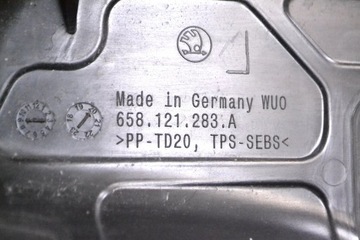 Made in Germany WUO
658.121.283.A
>PP-TD20, TPS-SEBS<